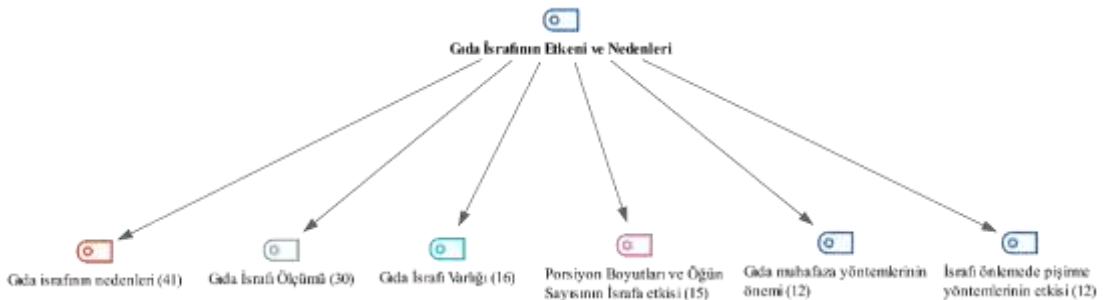 Gıda İsrafının Etkeni ve Nedenleri
Gıda israfının nedenleri (41)
Gıda İsrafı Ölçümü (30)
Gıda İsrafı Varlığı (16)
Porsiyon Boyutları ve Öğün
Sayısının İsrafa etkisi (15)
Gıda muhafaza yöntemlerinin
önemi (12)
İsrafı önlemede pişirme
yöntemlerinin etkisi (12)